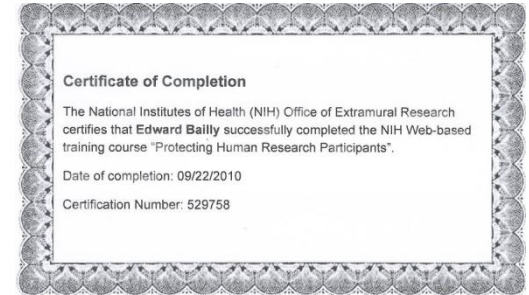 Certificate of Completion
The National Institutes of Health (NIH) Office of Extramural Research
certifies that Edward Bailly successfully completed the NIH Web-based
training course "Protecting Human Research Participants".
Date of completion: 09/22/2010
Certification Number: 529758